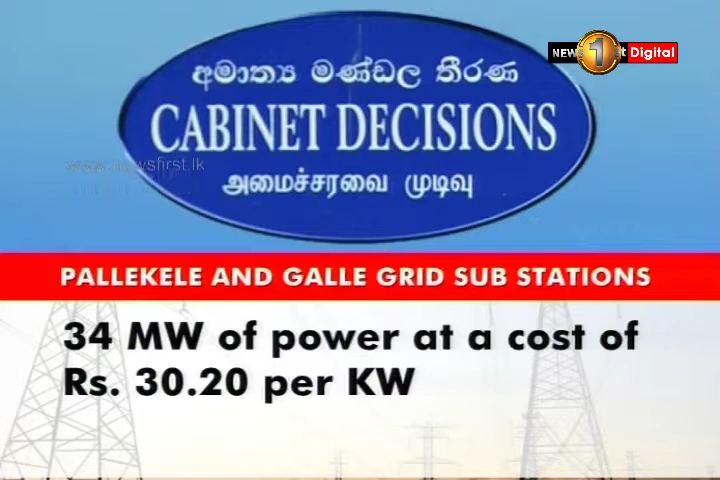 NEWS 1st Digital
අමාත්‍ය මණ්ඩල තීරණ
CABINET DECISIONS
www.newsfirst.lk
அமைச்சரவை முடிவு
PALLEKELE AND GALLE GRID SUB STATIONS
34 MW of power at a cost of
Rs. 30.20 per KW